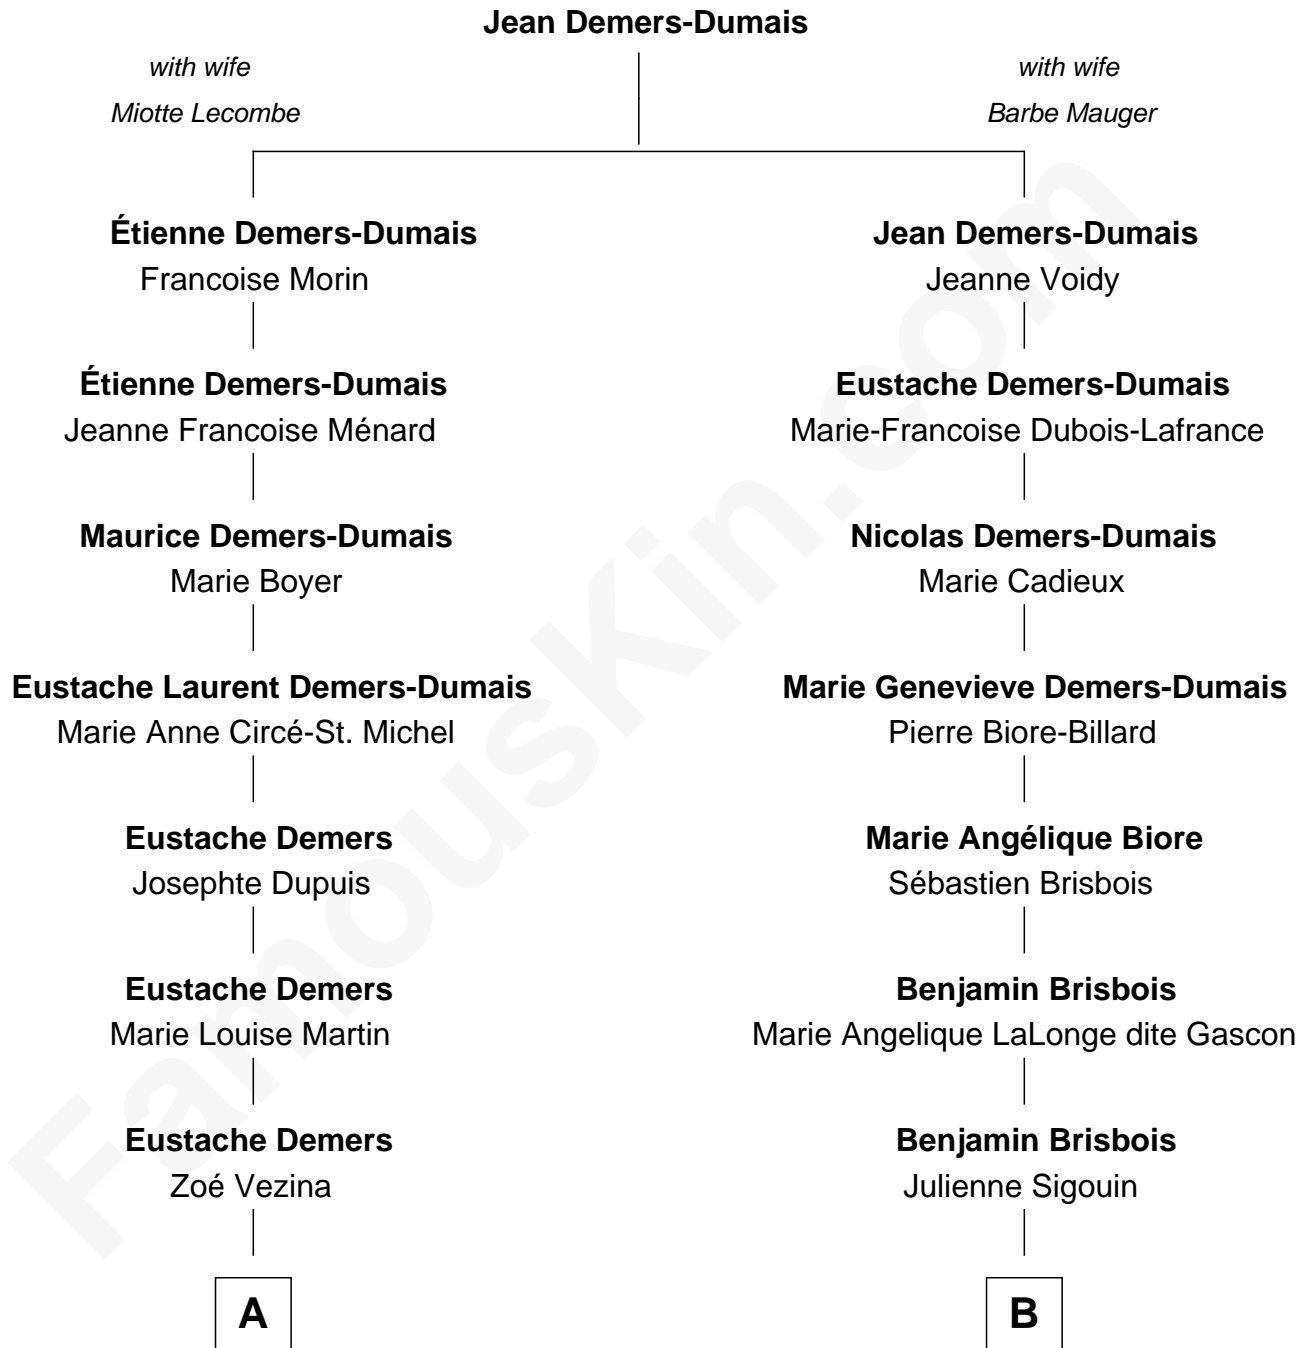 Jean Demers-Dumais
with wife
Miotte Lecombe
with wife
Barbe Mauger
Étienne Demers-Dumais
Francoise Morin
Jean Demers-Dumais
Jeanne Voidy
Étienne Demers-Dumais
Jeanne Francoise Ménard
Eustache Demers-Dumais
Marie-Francoise Dubois-Lafrance
Maurice Demers-Dumais
Marie Boyer
Nicolas Demers-Dumais
Marie Cadieux
Eustache Laurent Demers-Dumais
Marie Anne Circé-St. Michel
Marie Genevieve Demers-Dumais
Pierre Biore-Billard
Eustache Demers
Josephte Dupuis
Marie Angélique Biore
Sébastien Brisbois
Eustache Demers
Marie Louise Martin
Benjamin Brisbois
Marie Angelique LaLonge dite Gascon
Eustache Demers
Zoé Vezina
Benjamin Brisbois
Julienne Sigouin
A
B
FamousKin.com